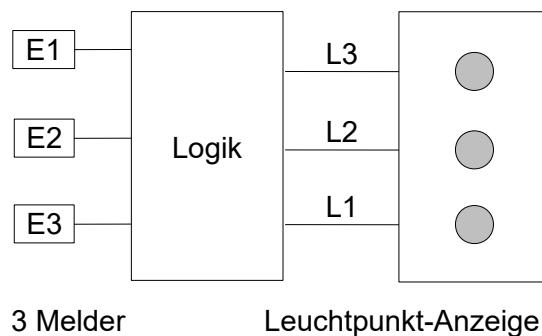 E1
L3
E2
Logik
L2
E3
L1
3 Melder
Leuchtpunkt-Anzeige